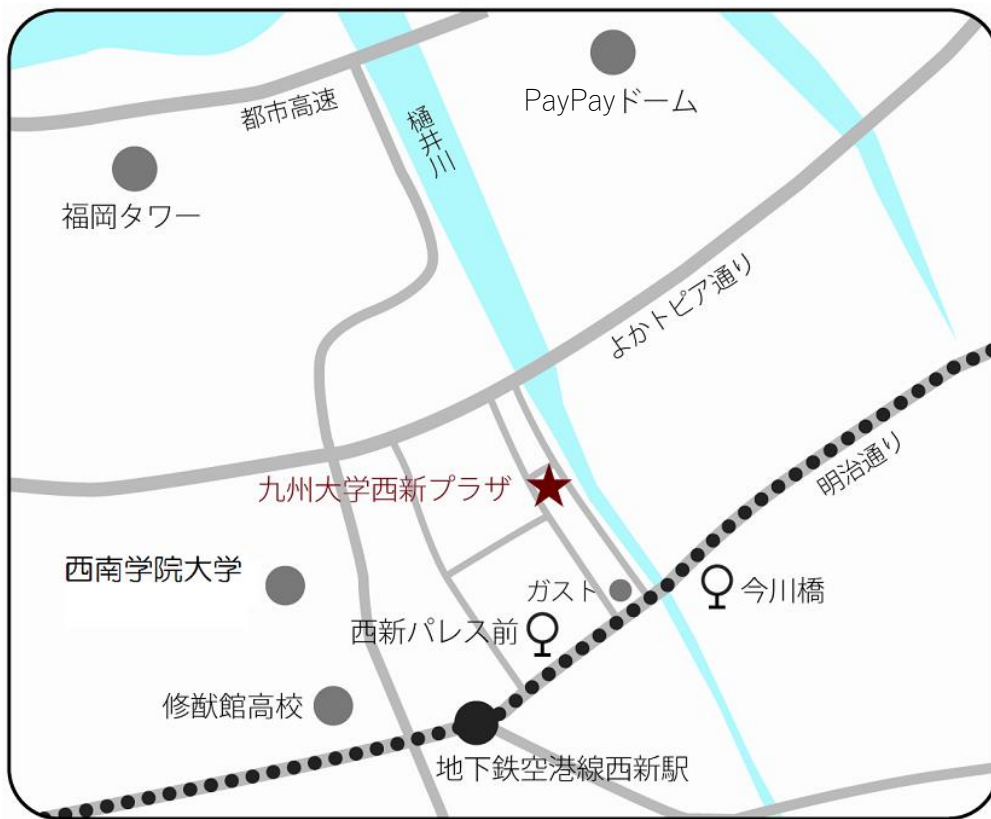 PayPayドーム
都市高速
樋井川
福岡タワー
よかトピア通り
明治通り
九州大学西新プラザ
西南学院大学
ガスト
今川橋
西新パレス前
修猷館高校
地下鉄空港線西新駅